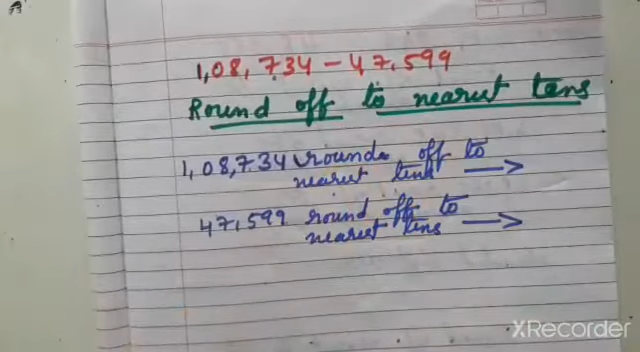 1,08,734 - 47,599
Round off to nearest tens
1,08,734 round off to
nearest tens →
47,599 round off to
nearest tens →
XRecorder